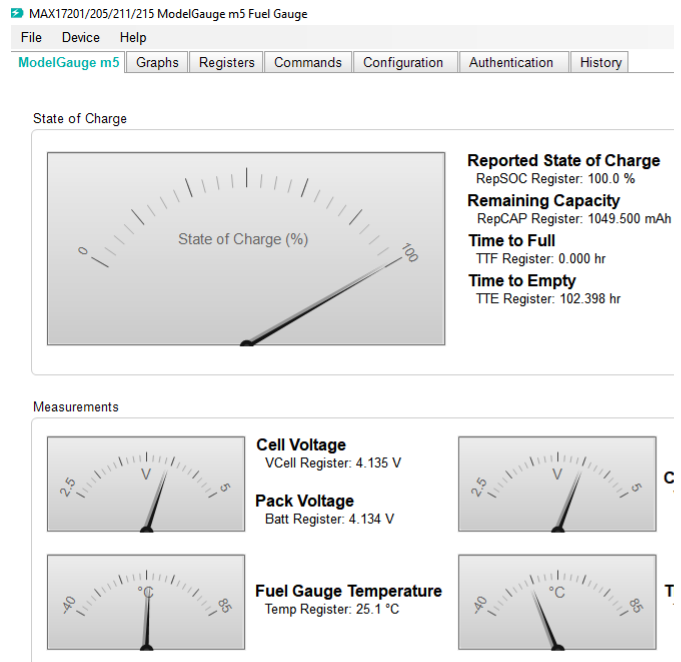 MAX17201/205/211/215 ModelGauge m5 Fuel Gauge
File Device Help
ModelGauge m5 Graphs Registers Commands Configuration Authentication History
State of Charge
0
State of Charge (%)
100
Reported State of Charge
RepSOC Register: 100.0 %
Remaining Capacity
RepCAP Register: 1049.500 mAh
Time to Full
TTF Register: 0.000 hr
Time to Empty
TTE Register: 102.398 hr
Measurements
2.5
V
5
Cell Voltage
VCell Register: 4.135 V
Pack Voltage
Batt Register: 4.134 V
2.5
V
5
C
-40
°C
85
Fuel Gauge Temperature
Temp Register: 25.1 °C
-40
°C
85
T